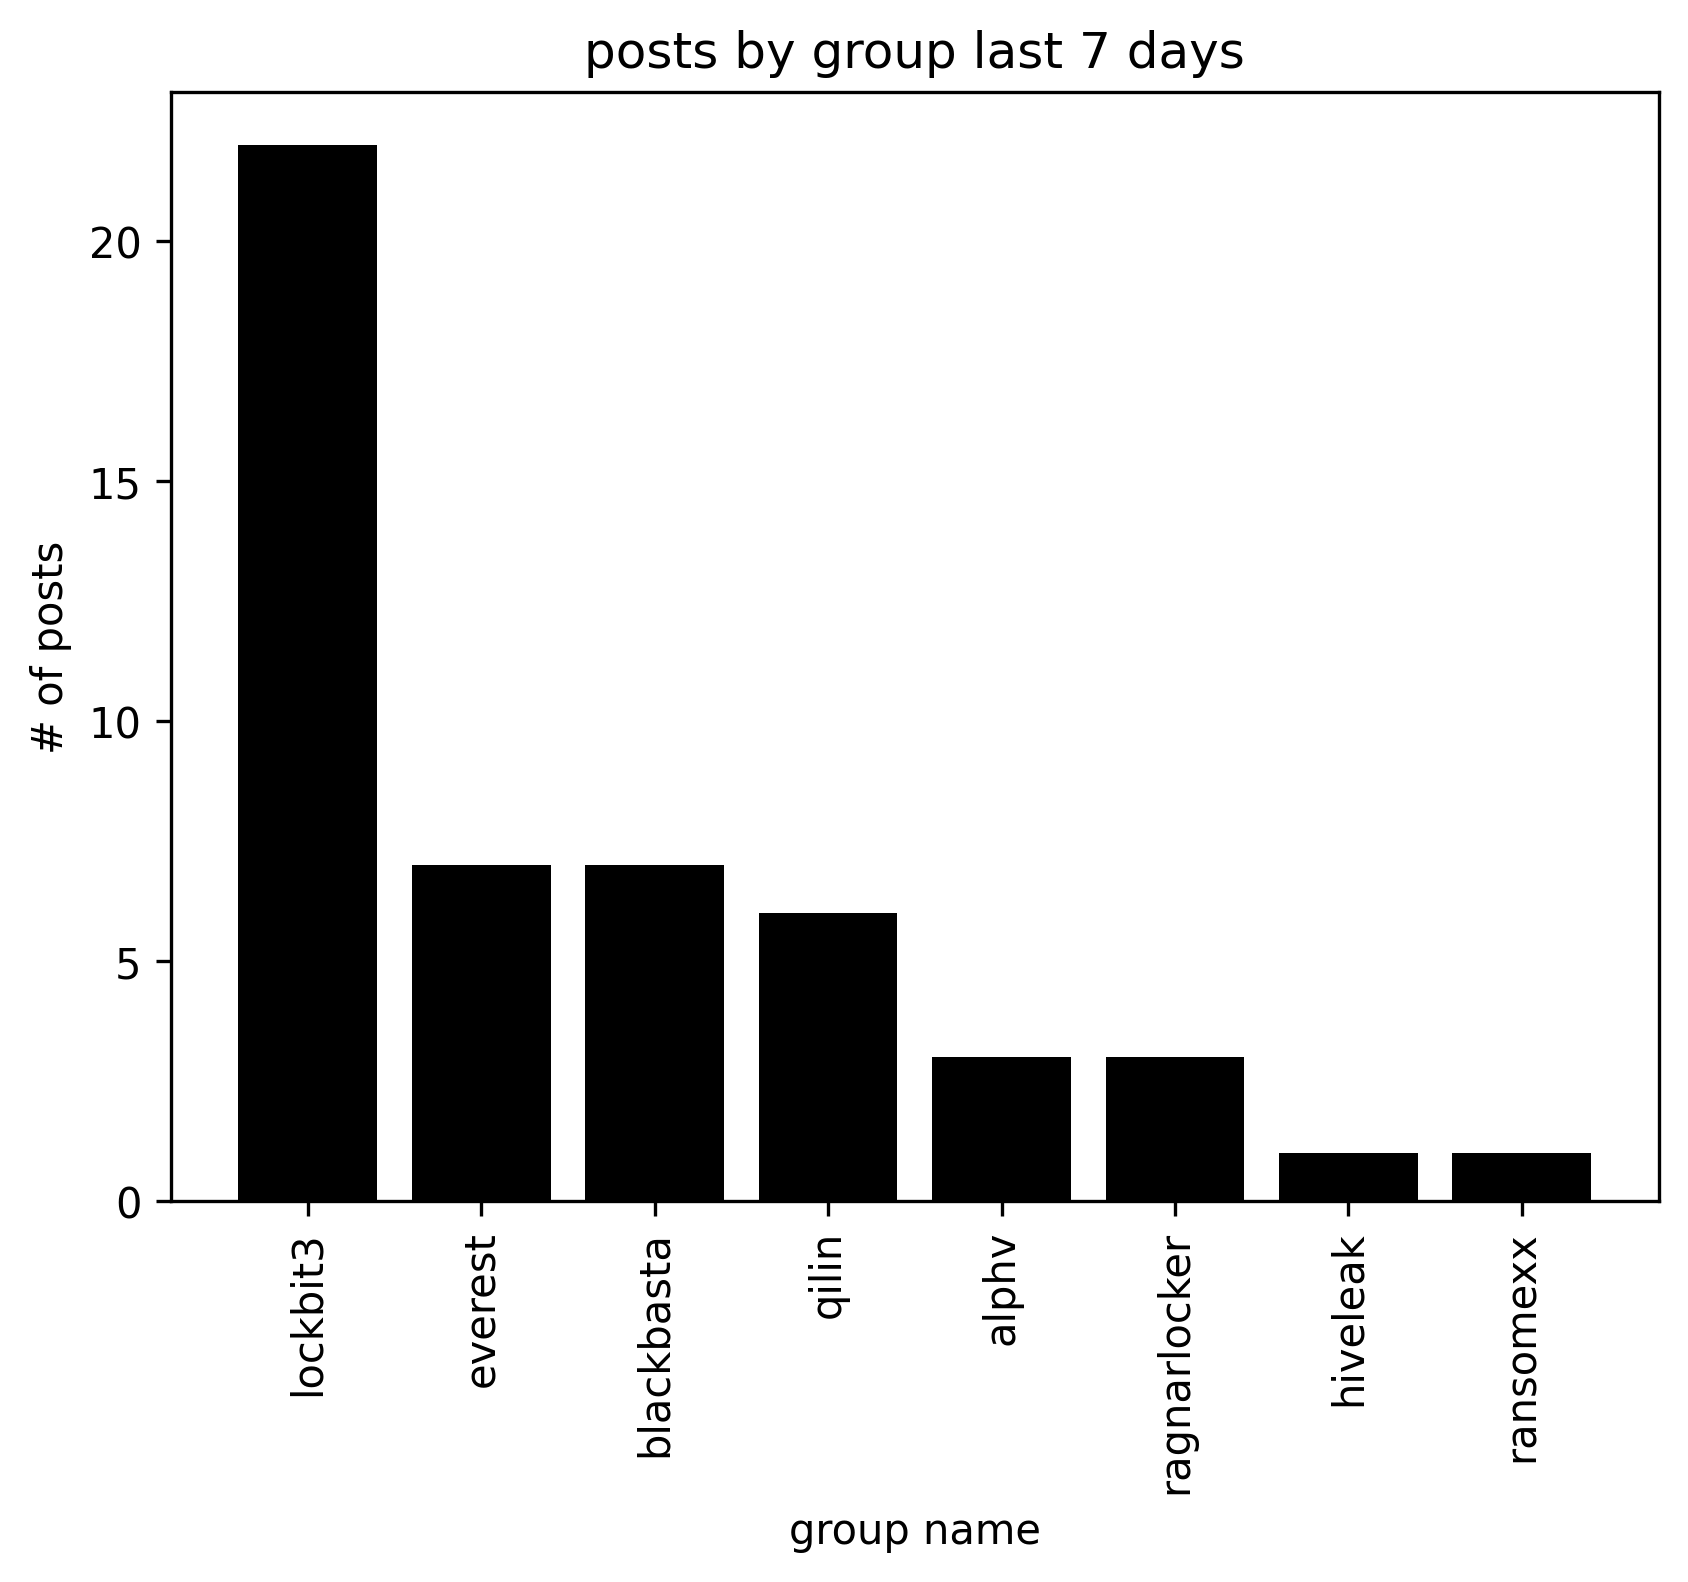 posts by group last 7 days
# of posts
20
15
10
5
0
lockbit3
everest
blackbasta
qilin
alphv
ragnarlocker
hiveleak
ransomexx
group name